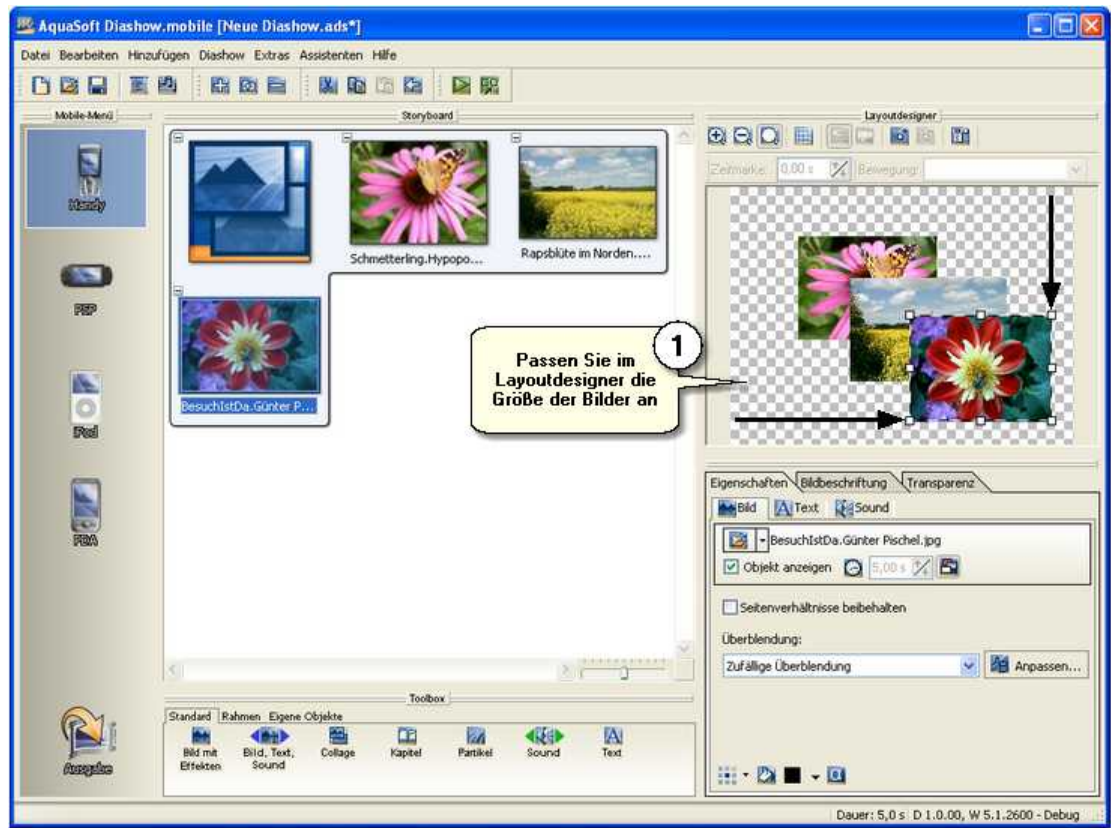 AquaSoft Diashow.mobile [Neue Diashow.ads*]
Datei Bearbeiten Hinzufügen Diashow Extras Assistenten Hilfe
Mobile-Menü
Handy
PSP
iPod
PDA
Ausgabe
Storyboard
Schmetterling.Hypopo...
Rapsblüte im Norden....
BesuchIstDa.Günter P...
1
Passen Sie im
Layoutdesigner die
Größe der Bilder an
Toolbox
Standard Rahmen Eigene Objekte
Bild mit Effekten
Bild, Text, Sound
Collage
Kapitel
Partikel
Sound
Text
Layoutdesigner
Zeitmarke: 0,00 s Bewegung:
Eigenschaften Bildbeschriftung Transparenz
Bild Text Sound
BesuchIstDa.Günter Pischel.jpg
Objekt anzeigen 5,00 s
Seitenverhältnisse beibehalten
Überblendung:
Zufällige Überblendung Anpassen...
Dauer: 5,0 s D 1.0.00, W 5.1.2600 - Debug